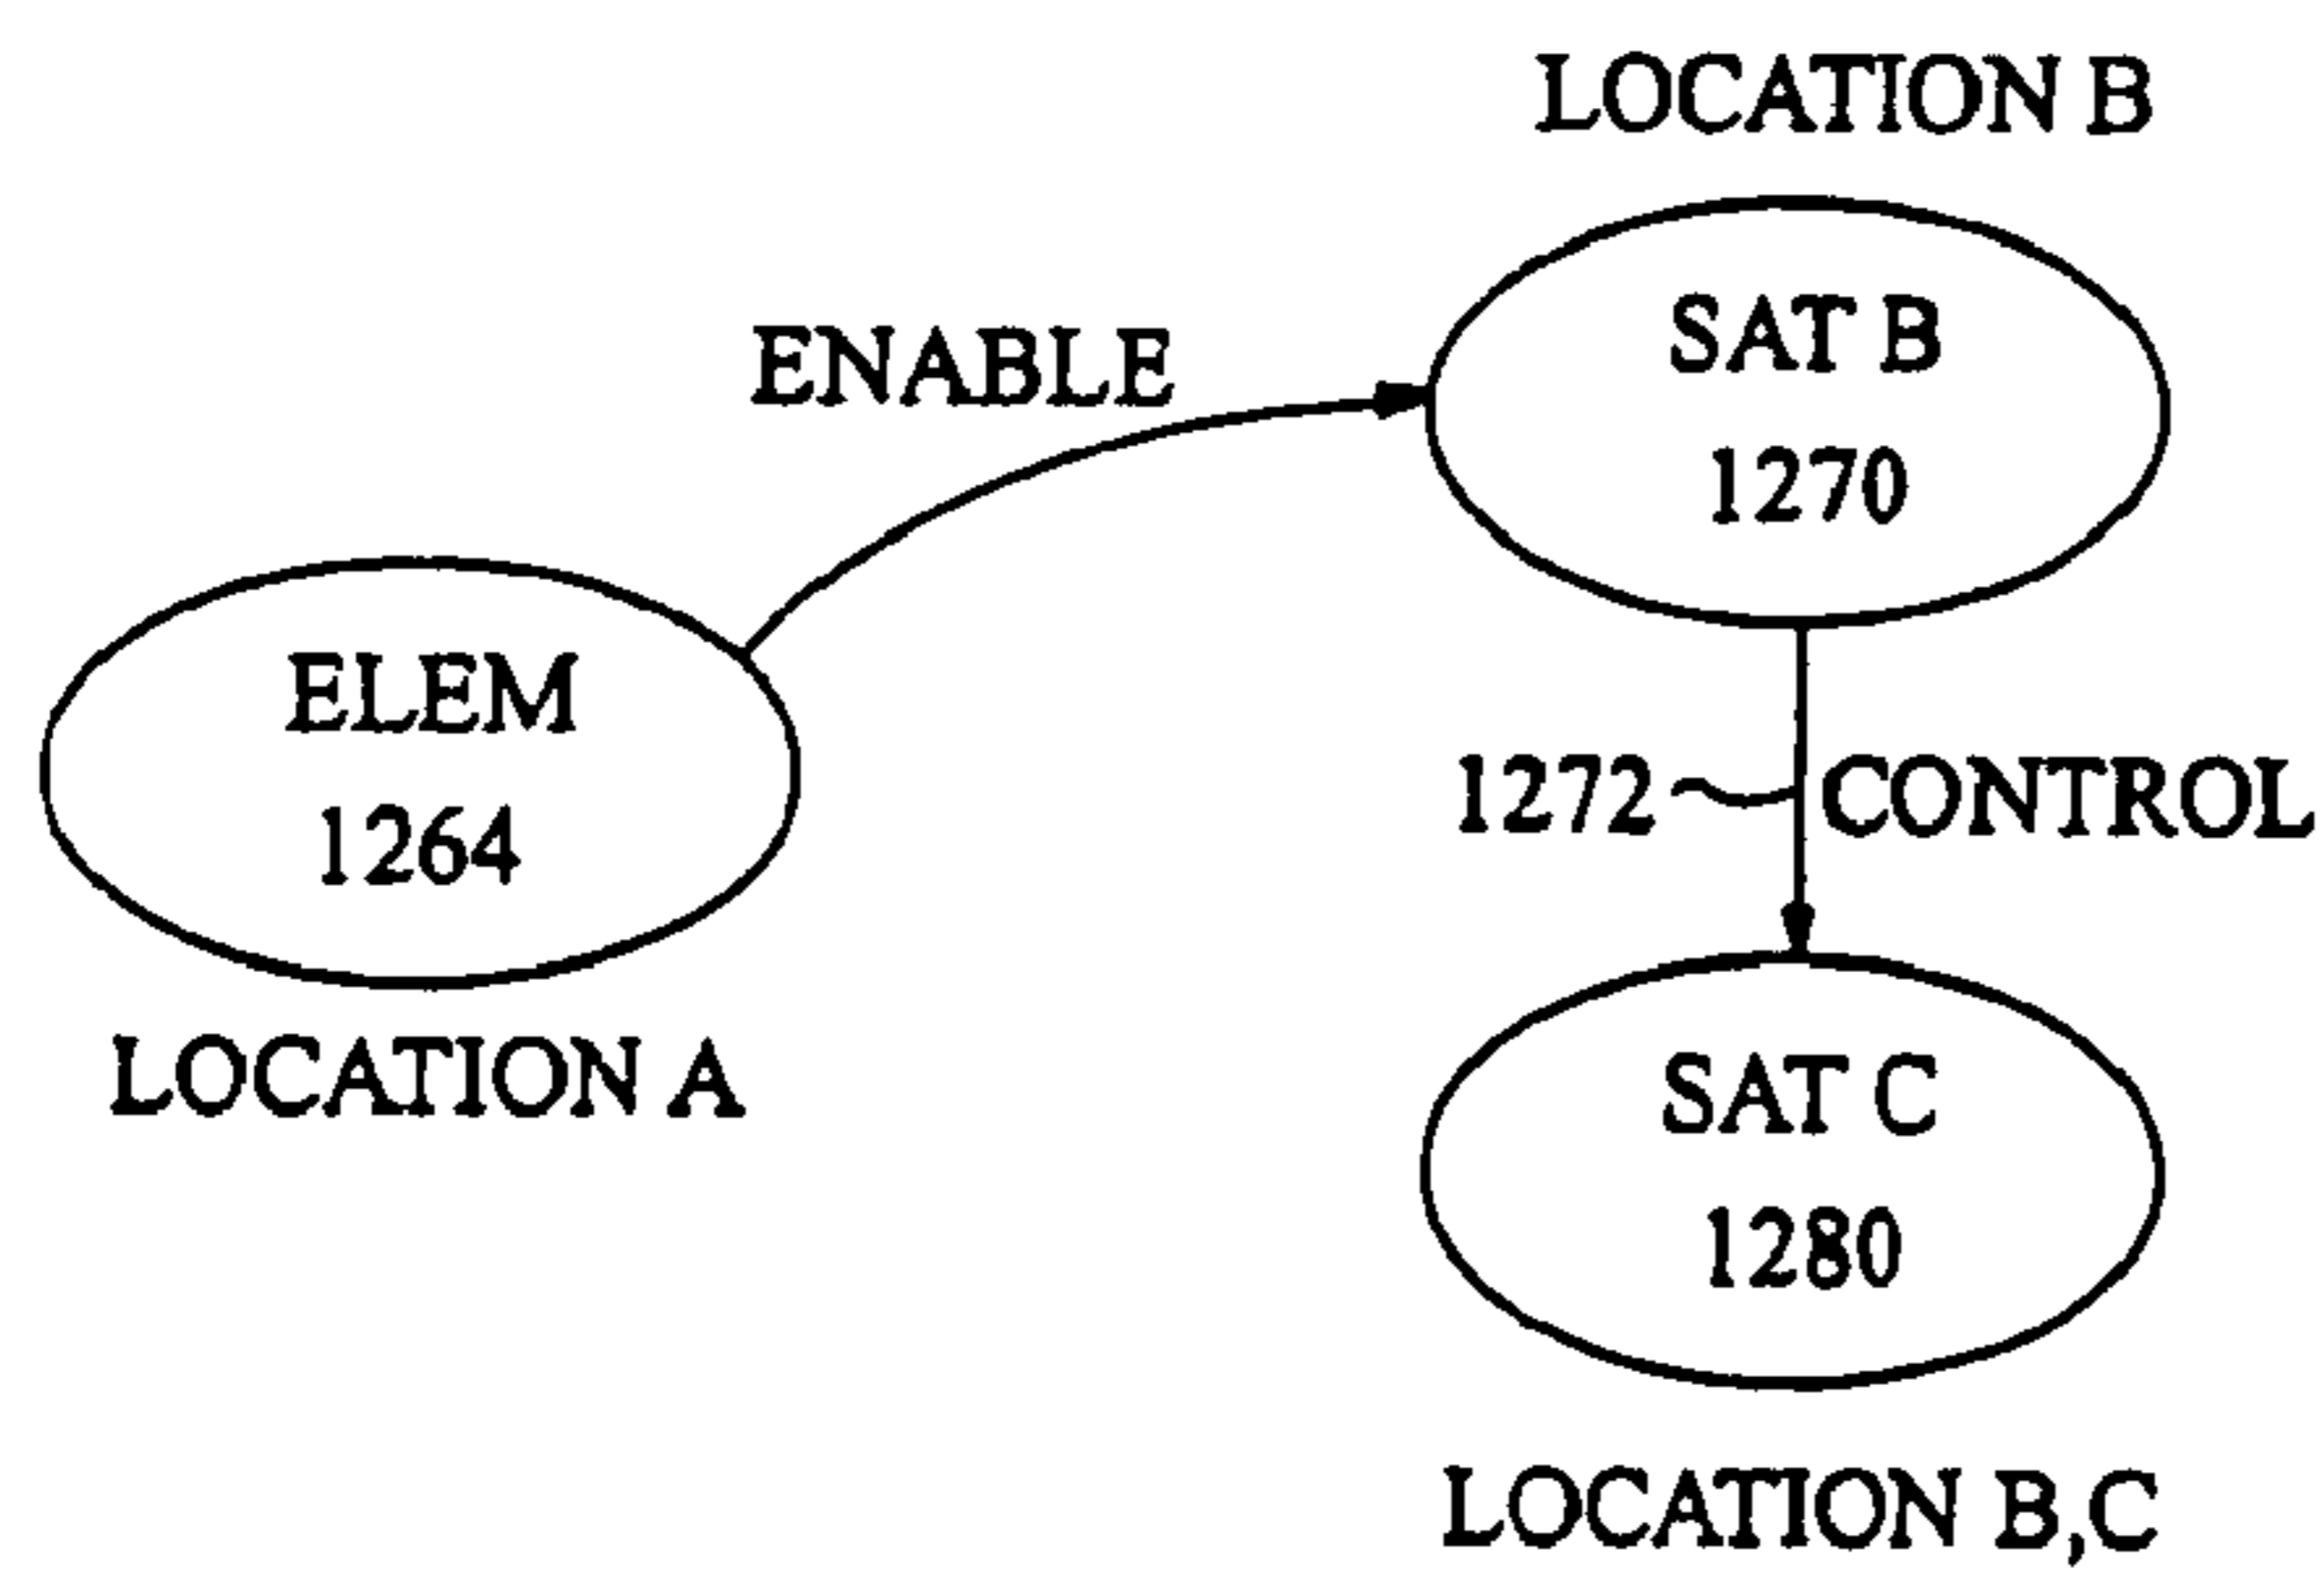 LOCATION B
SAT B
1270
ENABLE
ELEM
1264
LOCATION A
1272
CONTROL
SAT C
1280
LOCATION B,C